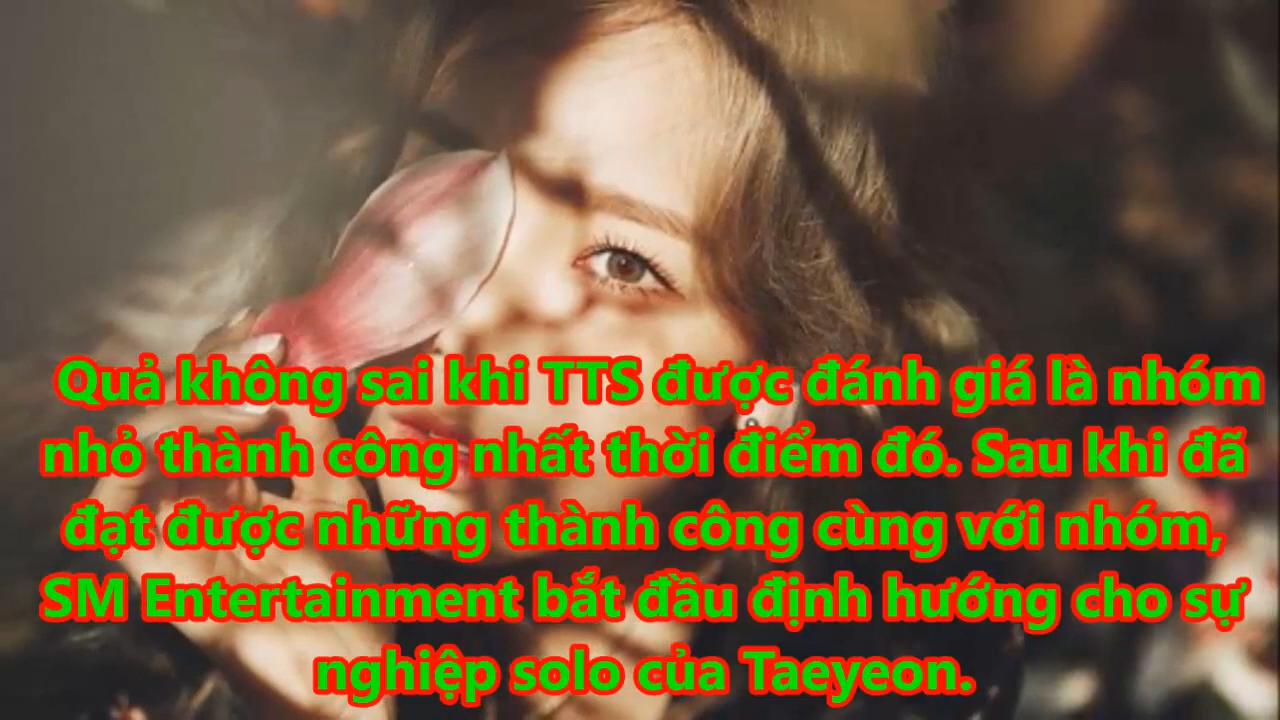 Quả không sai khi TTS được đánh giá là nhóm
nhỏ thành công nhất thời điểm đó. Sau khi đã
đạt được những thành công cùng với nhóm,
SM Entertainment bắt đầu định hướng cho sự
nghiệp solo của Taeyeon.